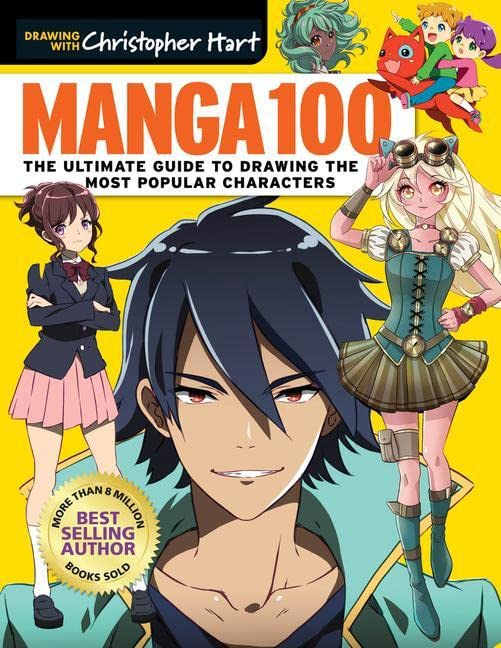 DRAWING WITH Christopher Hart
MANGA 100
THE ULTIMATE GUIDE TO DRAWING THE
MOST POPULAR CHARACTERS
MORE THAN 8 MILLION
BEST
SELLING
AUTHOR
BOOKS SOLD